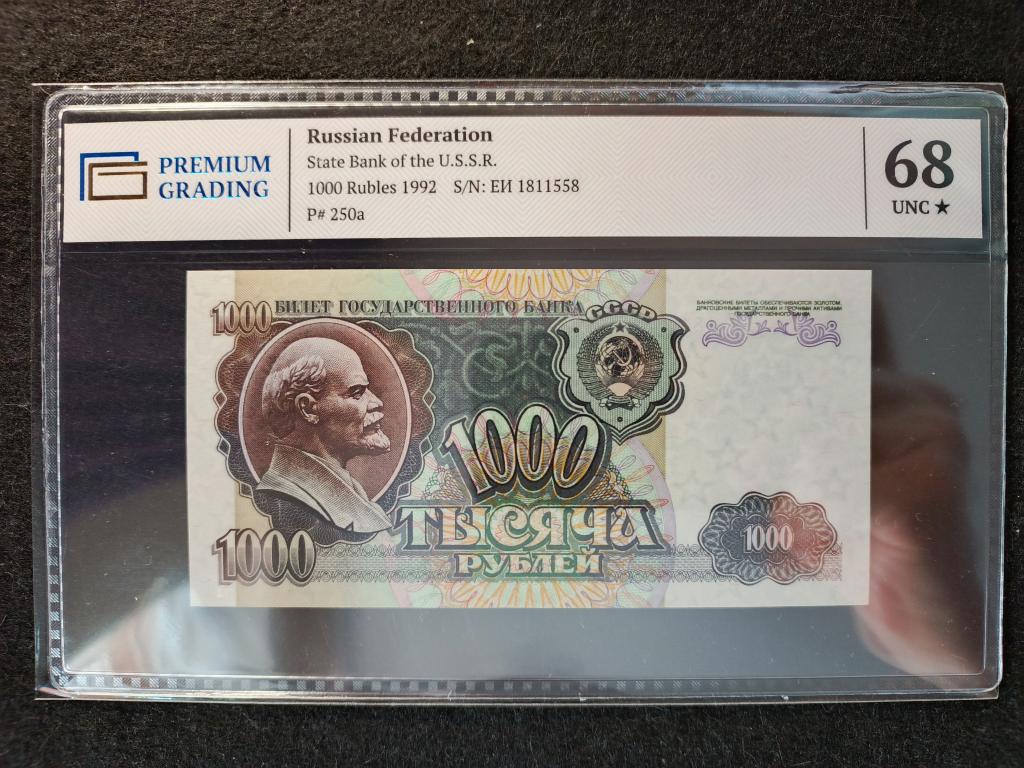 PREMIUM
GRADING
Russian Federation
State Bank of the U.S.S.R.
1000 Rubles 1992 S/N: ЕИ 1811558
P# 250a
68
UNC ★
1000 БИЛЕТ ГОСУДАРСТВЕННОГО БАНКА СССР
БАНКОВСКИЕ БИЛЕТЫ ОБЕСПЕЧИВАЮТСЯ ЗОЛОТОМ,
ДРАГОЦЕННЫМИ МЕТАЛЛАМИ И ПРОЧИМИ АКТИВАМИ
ГОСУДАРСТВЕННОГО БАНКА
1000
1000
ТЫСЯЧА
РУБЛЕЙ
1000